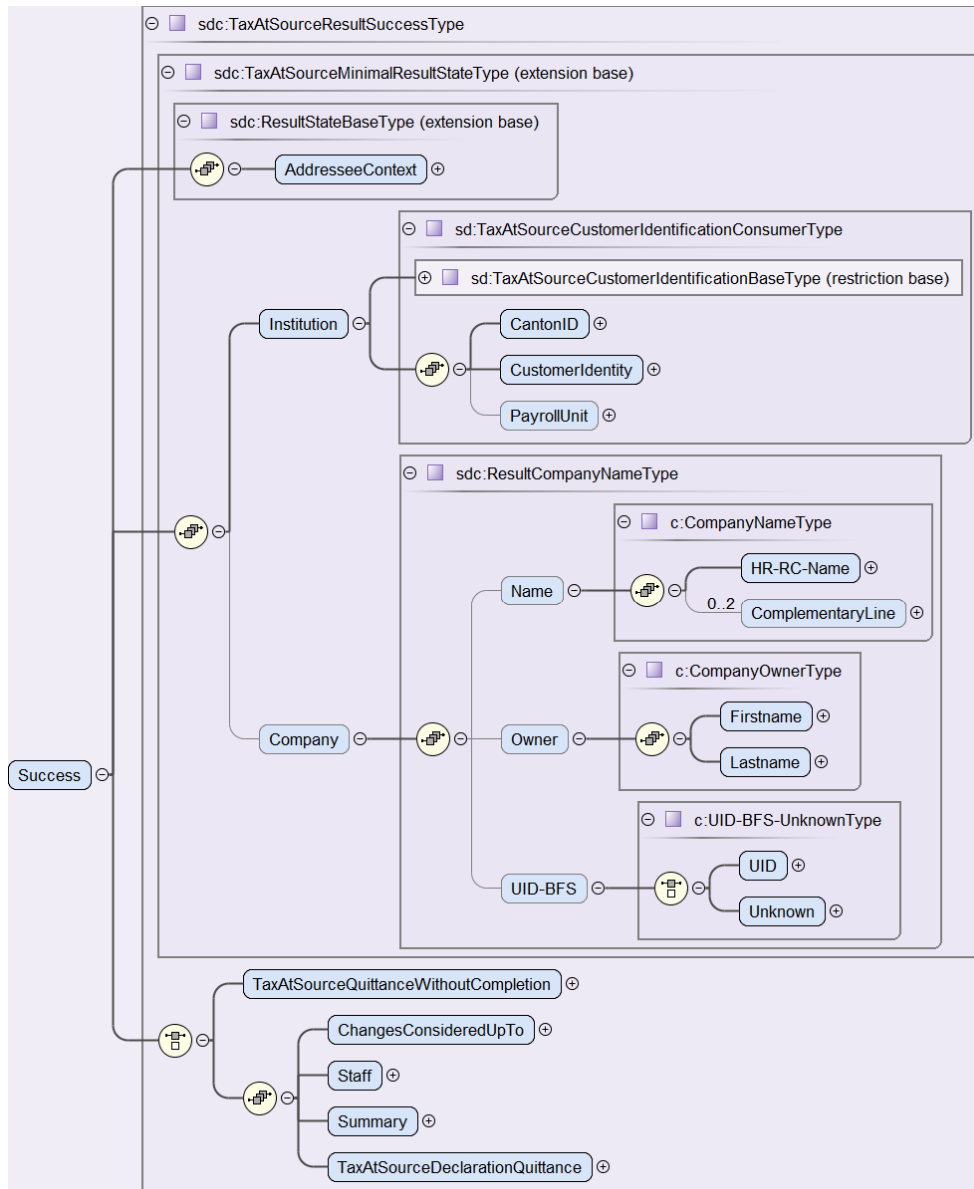 sdc:TaxAtSourceResultSuccessType
sdc:TaxAtSourceMinimalResultStateType (extension base)
sdc:ResultStateBaseType (extension base)
AddresseeContext
sd:TaxAtSourceCustomerIdentificationConsumerType
sd:TaxAtSourceCustomerIdentificationBaseType (restriction base)
Institution
CantonID
CustomerIdentity
PayrollUnit
sdc:ResultCompanyNameType
c:CompanyNameType
HR-RC-Name
Name
0..2
ComplementaryLine
c:CompanyOwnerType
Firstname
Company
Owner
Lastname
Success
c:UID-BFS-UnknownType
UID
UID-BFS
Unknown
TaxAtSourceQuittanceWithoutCompletion
ChangesConsideredUpTo
Staff
Summary
TaxAtSourceDeclarationQuittance